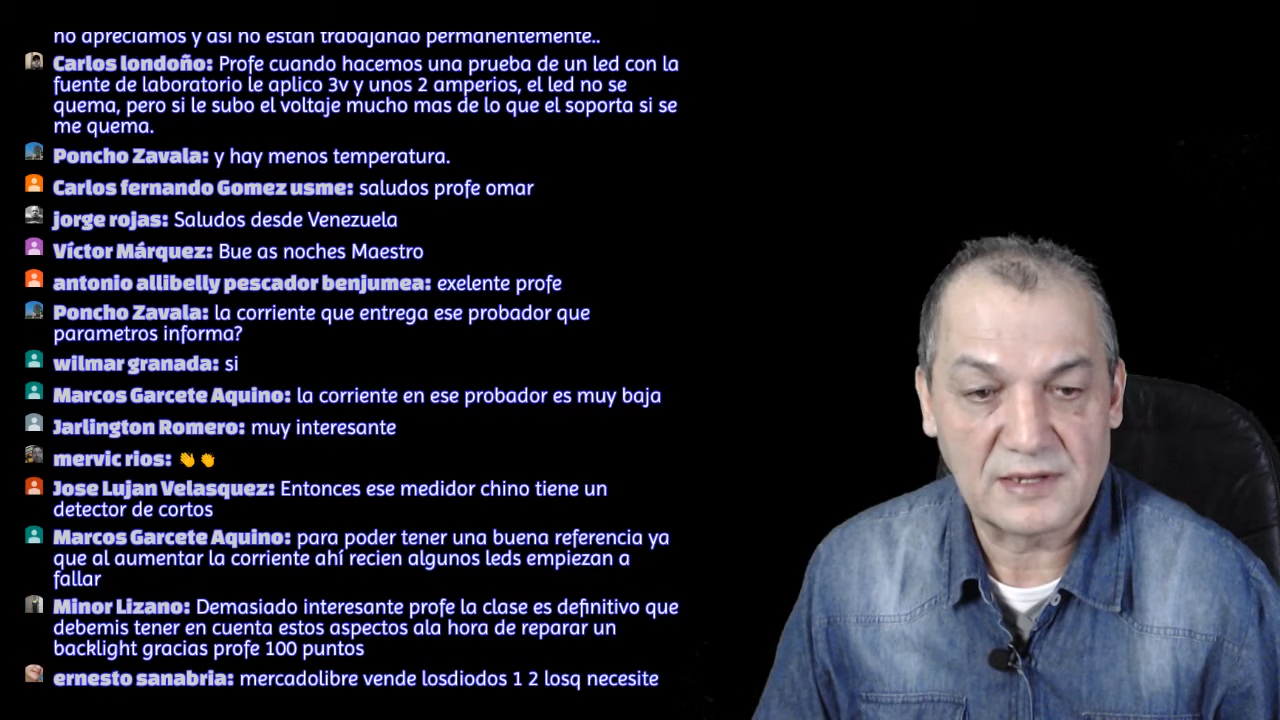 no apreciamos y asi no estan trabajando permanentemente..
Carlos londoño: Profe cuando hacemos una prueba de un led con la
fuente de laboratorio le aplico 3v y unos 2 amperios, el led no se
quema, pero si le subo el voltaje mucho mas de lo que el soporta si se
me quema.
Poncho Zavala: y hay menos temperatura.
Carlos fernando Gomez usme: saludos profe omar
jorge rojas: Saludos desde Venezuela
Víctor Márquez: Bue as noches Maestro
antonio allibelly pescador benjumea: exelente profe
Poncho Zavala: la corriente que entrega ese probador que
parametros informa?
wilmar granada: si
Marcos Garcete Aquino: la corriente en ese probador es muy baja
Jarlington Romero: muy interesante
mervic rios: 👏👏
Jose Lujan Velasquez: Entonces ese medidor chino tiene un
detector de cortos
Marcos Garcete Aquino: para poder tener una buena referencia ya
que al aumentar la corriente ahí recien algunos leds empiezan a
fallar
Minor Lizano: Demasiado interesante profe la clase es definitivo que
debemis tener en cuenta estos aspectos ala hora de reparar un
backlight gracias profe 100 puntos
ernesto sanabria: mercadolibre vende losdiodos 1 2 losq necesite